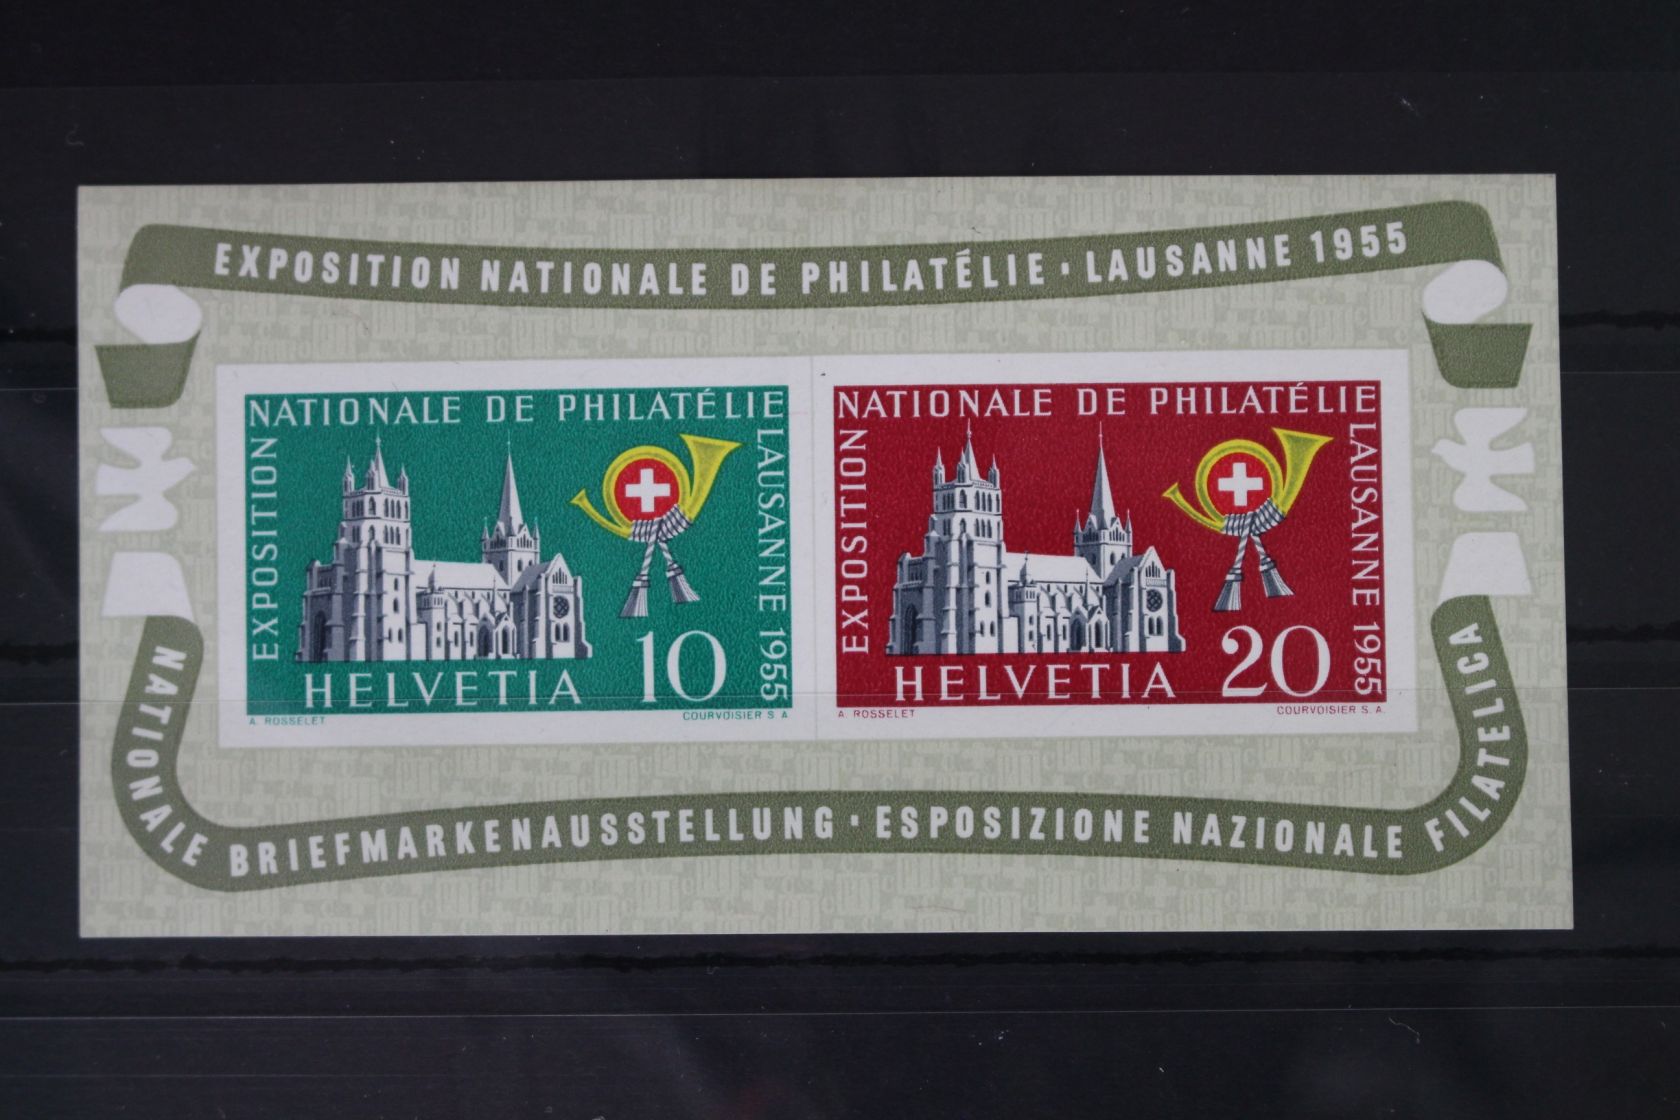 EXPOSITION NATIONALE DE PHILATÉLIE · LAUSANNE 1955
EXPOSITION
NATIONALE DE PHILATÉLIE
LAUSANNE 1955
HELVETIA
10
A. ROSSELET
COURVOISIER S. A
EXPOSITION
NATIONALE DE PHILATÉLIE
LAUSANNE 1955
HELVETIA
20
A. ROSSELET
COURVOISIER S. A.
NATIONALE BRIEFMARKENAUSSTELLUNG · ESPOSIZIONE NAZIONALE FILATELICA